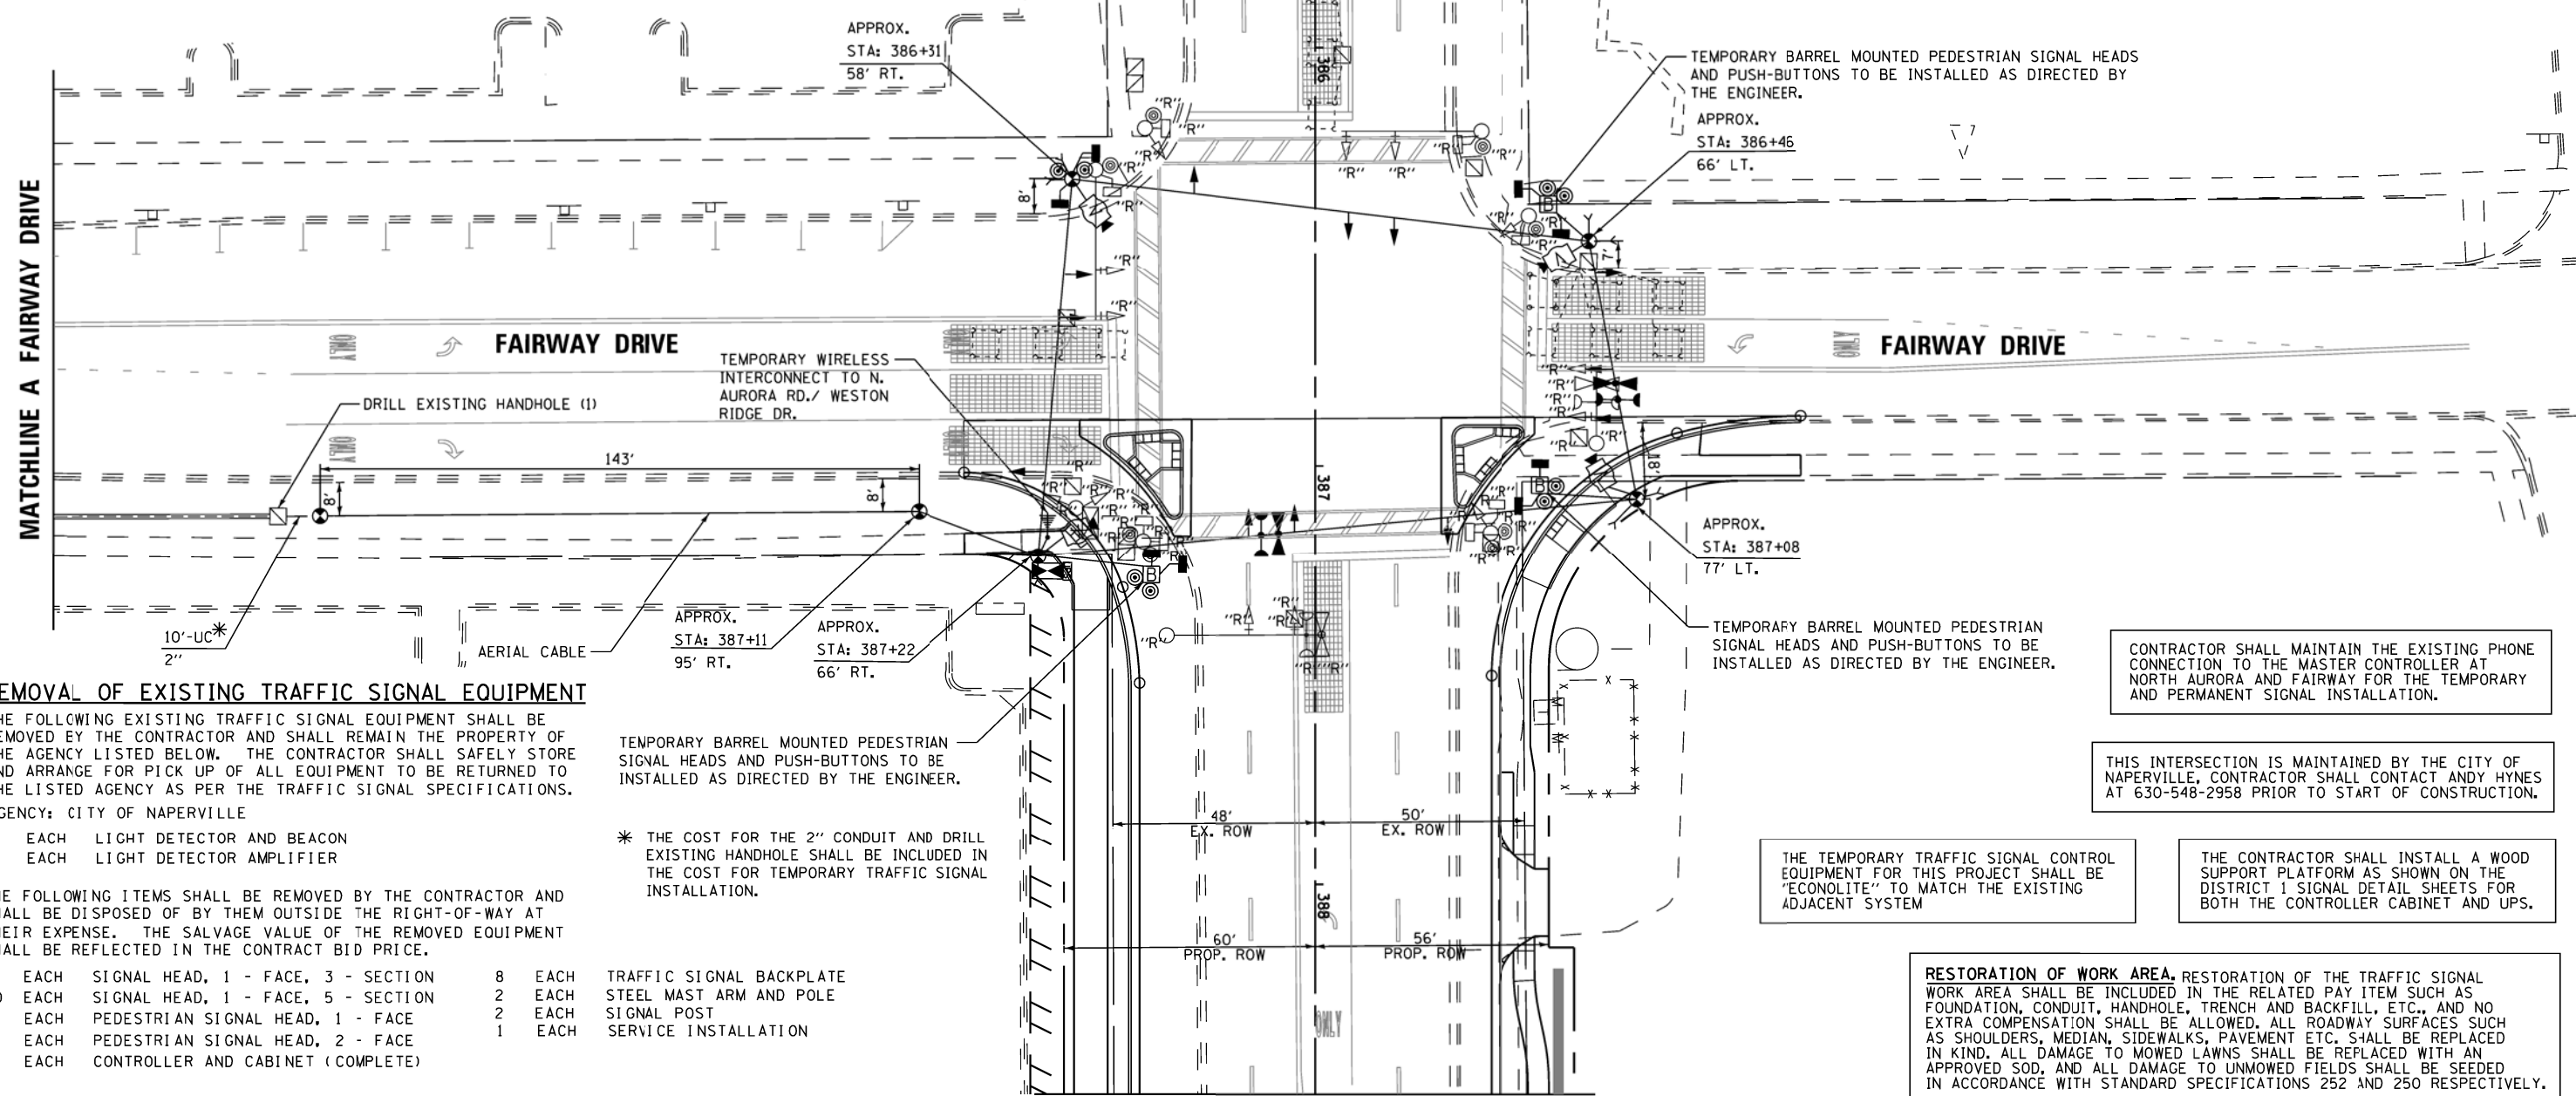 APPROX.
STA: 386+31
58' RT.
TEMPORARY BARREL MOUNTED PEDESTRIAN SIGNAL HEADS
AND PUSH-BUTTONS TO BE INSTALLED AS DIRECTED BY
THE ENGINEER.
APPROX.
STA: 386+46
66' LT.
386
"R"
"R"
"R"
"R"
"R"
"R"
"R"
"R"
"R"
"R"
"R"
"R"
8'
7'
B
MATCHLINE A FAIRWAY DRIVE
"R"
"R"
ONLY
FAIRWAY DRIVE
FAIRWAY DRIVE
ONLY
TEMPORARY WIRELESS
INTERCONNECT TO N.
AURORA RD./ WESTON
RIDGE DR.
DRILL EXISTING HANDHOLE (1)
"R"
"R"
"R"
"R"
"R"
"R"
ONLY
143'
8'
8'
18'
387
"R"
"R"
"R"
"R"
"R"
"R"
"R"
"R"
"R"
"R"
B
B
APPROX.
STA: 387+08
77' LT.
10'-UC*
2"
AERIAL CABLE
APPROX.
STA: 387+11
95' RT.
APPROX.
STA: 387+22
66' RT.
"R"
"R"
"R"
"R"
"R"
"R"
TEMPORARY BARREL MOUNTED PEDESTRIAN
SIGNAL HEADS AND PUSH-BUTTONS TO BE
INSTALLED AS DIRECTED BY THE ENGINEER.
CONTRACTOR SHALL MAINTAIN THE EXISTING PHONE
CONNECTION TO THE MASTER CONTROLLER AT
NORTH AURORA AND FAIRWAY FOR THE TEMPORARY
AND PERMANENT SIGNAL INSTALLATION.
EMOVAL OF EXISTING TRAFFIC SIGNAL EQUIPMENT
HE FOLLOWING EXISTING TRAFFIC SIGNAL EQUIPMENT SHALL BE
EMOVED BY THE CONTRACTOR AND SHALL REMAIN THE PROPERTY OF
HE AGENCY LISTED BELOW. THE CONTRACTOR SHALL SAFELY STORE
ND ARRANGE FOR PICK UP OF ALL EQUIPMENT TO BE RETURNED TO
HE LISTED AGENCY AS PER THE TRAFFIC SIGNAL SPECIFICATIONS.
GENCY: CITY OF NAPERVILLE
EACH LIGHT DETECTOR AND BEACON
EACH LIGHT DETECTOR AMPLIFIER
TEMPORARY BARREL MOUNTED PEDESTRIAN
SIGNAL HEADS AND PUSH-BUTTONS TO BE
INSTALLED AS DIRECTED BY THE ENGINEER.
* THE COST FOR THE 2" CONDUIT AND DRILL
EXISTING HANDHOLE SHALL BE INCLUDED IN
THE COST FOR TEMPORARY TRAFFIC SIGNAL
INSTALLATION.
48'
EX. ROW
50'
EX. ROW
THIS INTERSECTION IS MAINTAINED BY THE CITY OF
NAPERVILLE, CONTRACTOR SHALL CONTACT ANDY HYNES
AT 630-548-2958 PRIOR TO START OF CONSTRUCTION.
THE TEMPORARY TRAFFIC SIGNAL CONTROL
EQUIPMENT FOR THIS PROJECT SHALL BE
"ECONOLITE" TO MATCH THE EXISTING
ADJACENT SYSTEM
THE CONTRACTOR SHALL INSTALL A WOOD
SUPPORT PLATFORM AS SHOWN ON THE
DISTRICT 1 SIGNAL DETAIL SHEETS FOR
BOTH THE CONTROLLER CABINET AND UPS.
HE FOLLOWING ITEMS SHALL BE REMOVED BY THE CONTRACTOR AND
HALL BE DISPOSED OF BY THEM OUTSIDE THE RIGHT-OF-WAY AT
HEIR EXPENSE. THE SALVAGE VALUE OF THE REMOVED EQUIPMENT
HALL BE REFLECTED IN THE CONTRACT BID PRICE.
388
60'
PROP. ROW
56'
PROP. ROW
ONLY
EACH SIGNAL HEAD, 1 - FACE, 3 - SECTION
EACH SIGNAL HEAD, 1 - FACE, 5 - SECTION
EACH PEDESTRIAN SIGNAL HEAD, 1 - FACE
EACH PEDESTRIAN SIGNAL HEAD, 2 - FACE
EACH CONTROLLER AND CABINET (COMPLETE)
8 EACH TRAFFIC SIGNAL BACKPLATE
2 EACH STEEL MAST ARM AND POLE
2 EACH SIGNAL POST
1 EACH SERVICE INSTALLATION
RESTORATION OF WORK AREA. RESTORATION OF THE TRAFFIC SIGNAL
WORK AREA SHALL BE INCLUDED IN THE RELATED PAY ITEM SUCH AS
FOUNDATION, CONDUIT, HANDHOLE, TRENCH AND BACKFILL, ETC., AND NO
EXTRA COMPENSATION SHALL BE ALLOWED. ALL ROADWAY SURFACES SUCH
AS SHOULDERS, MEDIAN, SIDEWALKS, PAVEMENT ETC. SHALL BE REPLACED
IN KIND. ALL DAMAGE TO MOWED LAWNS SHALL BE REPLACED WITH AN
APPROVED SOD, AND ALL DAMAGE TO UNMOWED FIELDS SHALL BE SEEDED
IN ACCORDANCE WITH STANDARD SPECIFICATIONS 252 AND 250 RESPECTIVELY.